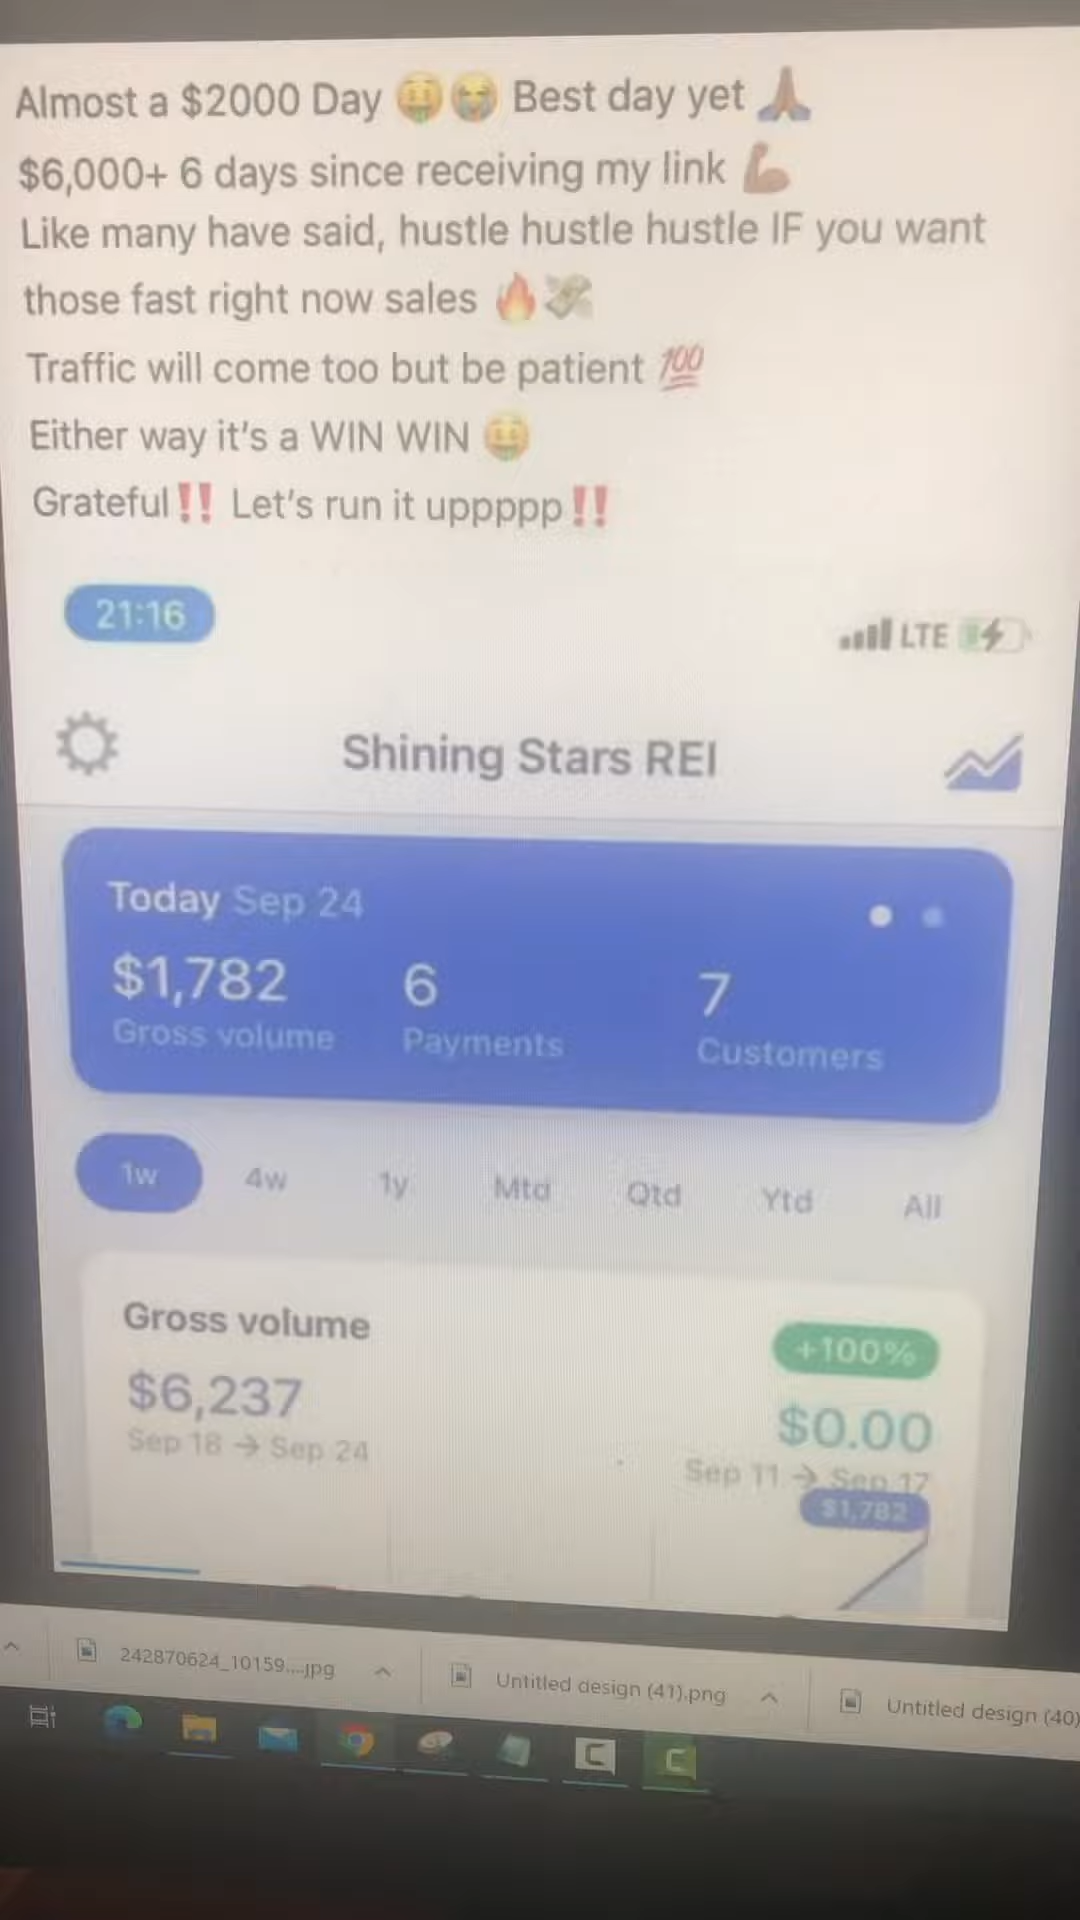 Almost a $2000 Day 🤑😭 Best day yet 🙏🏾
$6,000+ 6 days since receiving my link 💪🏾
Like many have said, hustle hustle hustle IF you want
those fast right now sales 🔥💸
Traffic will come too but be patient 💯
Either way it's a WIN WIN 🤑
Grateful‼️ Let's run it uppppp‼️
21:16
LTE
Shining Stars REI
Today Sep 24
$1,782 6 7
Gross volume Payments Customers
1w 4w 1y Mtd Qtd Ytd All
Gross volume
+100%
$6,237
$0.00
Sep 18 → Sep 24
Sep 11 → Sep 17
$1,782
242870624_10159....jpg
Untitled design (41).png
Untitled design (40)